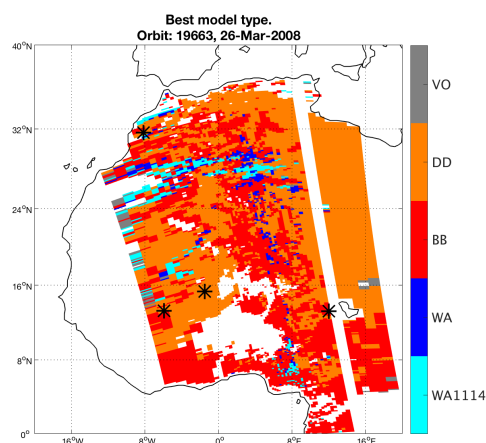 Best model type.
Orbit: 19663, 26-Mar-2008
40°N
32°N
24°N
16°N
8°N
0°
16°W
8°W
0°
8°E
16°E
VO
DD
BB
WA
WA1114